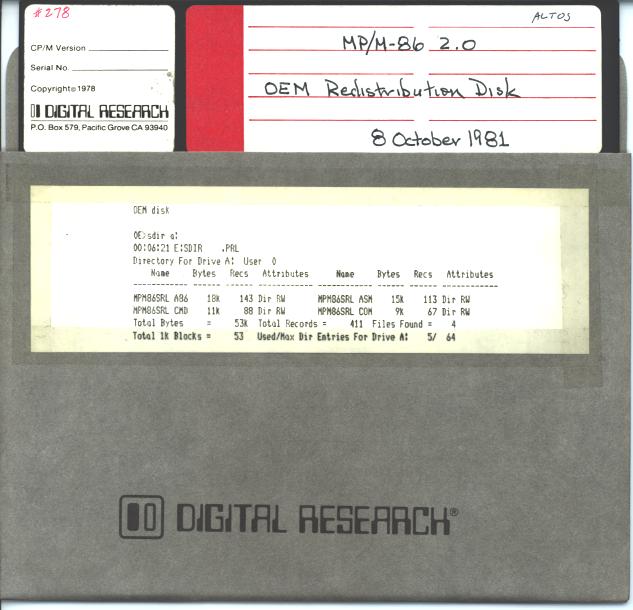 #278
CP/M Version
Serial No.
Copyright© 1978
DIGITAL RESEARCH
P.O. Box 579, Pacific Grove CA 93940
ALTOS
MP/M-86 2.0
OEM Redistribution Disk
8 October 1981
OEM disk
0E>sdir a:
00:06:21 E:SDIR .PRL
Directory For Drive A: User 0
Name Bytes Recs Attributes Name Bytes Recs Attributes
------------ ------ ------ ------------ ------------ ------ ------ ------------
MPM86SRL A86 18k 143 Dir RW MPM86SRL ASM 15k 113 Dir RW
MPM86SRL CMD 11k 88 Dir RW MPM86SRL COM 9k 67 Dir RW
Total Bytes = 53k Total Records = 411 Files Found = 4
Total 1k Blocks = 53 Used/Max Dir Entries For Drive A: 5/ 64
DIGITAL RESEARCH®